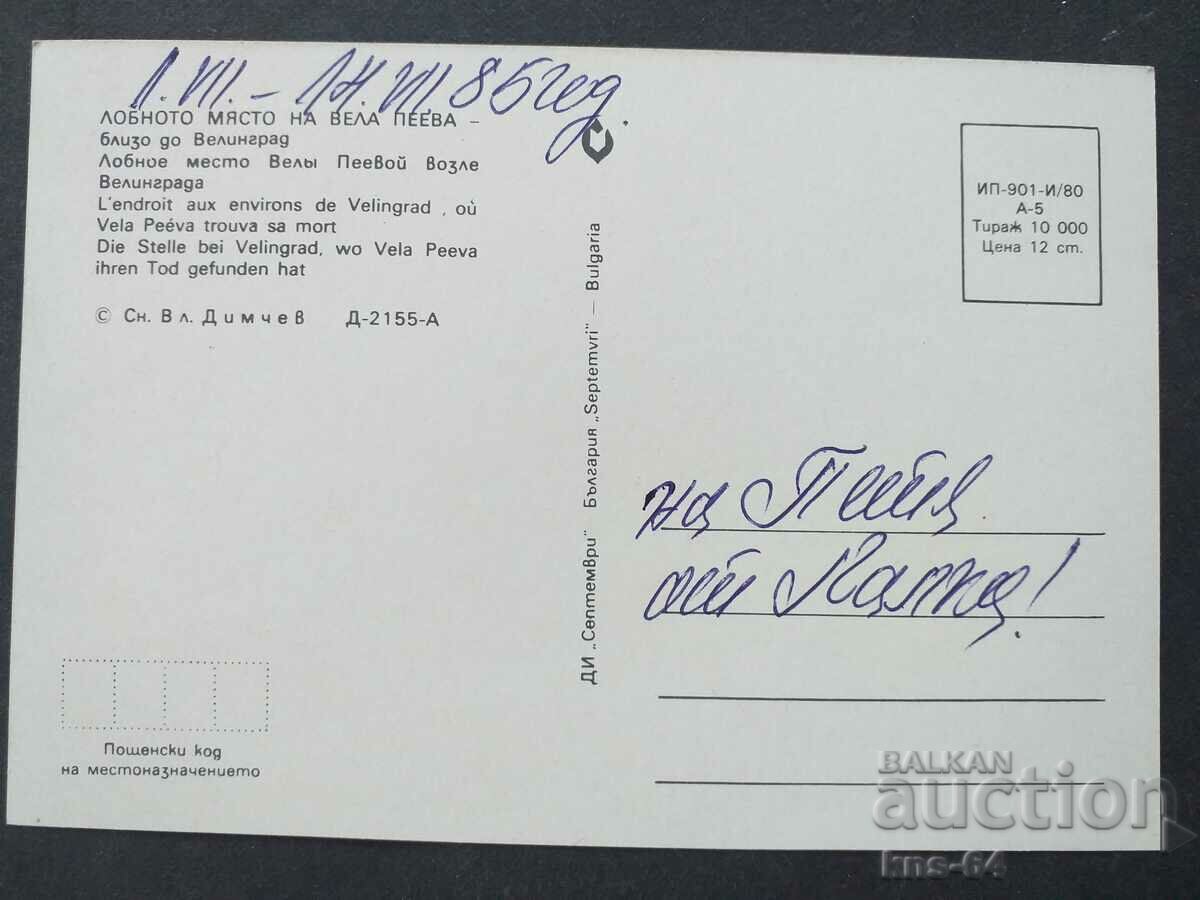 1.VII. – 14.VII.85 год.
ЛОБНОТО МЯСТО НА ВЕЛА ПЕЕВА –
близо до Велинград
Лобное место Велы Пеевой возле
Велинграда
L'endroit aux environs de Velingrad , où
Vela Peéva trouva sa mort
Die Stelle bei Velingrad, wo Vela Peeva
ihren Tod gefunden hat
© Сн. Вл. Димчев Д-2155-А
ДИ „Септември" България „Septemvri" — Bulgaria
ИП-901-И/80
А-5
Тираж 10 000
Цена 12 ст.
на Петя
от
Пощенски код
на местоназначението
BALKAN
auction
kns-64